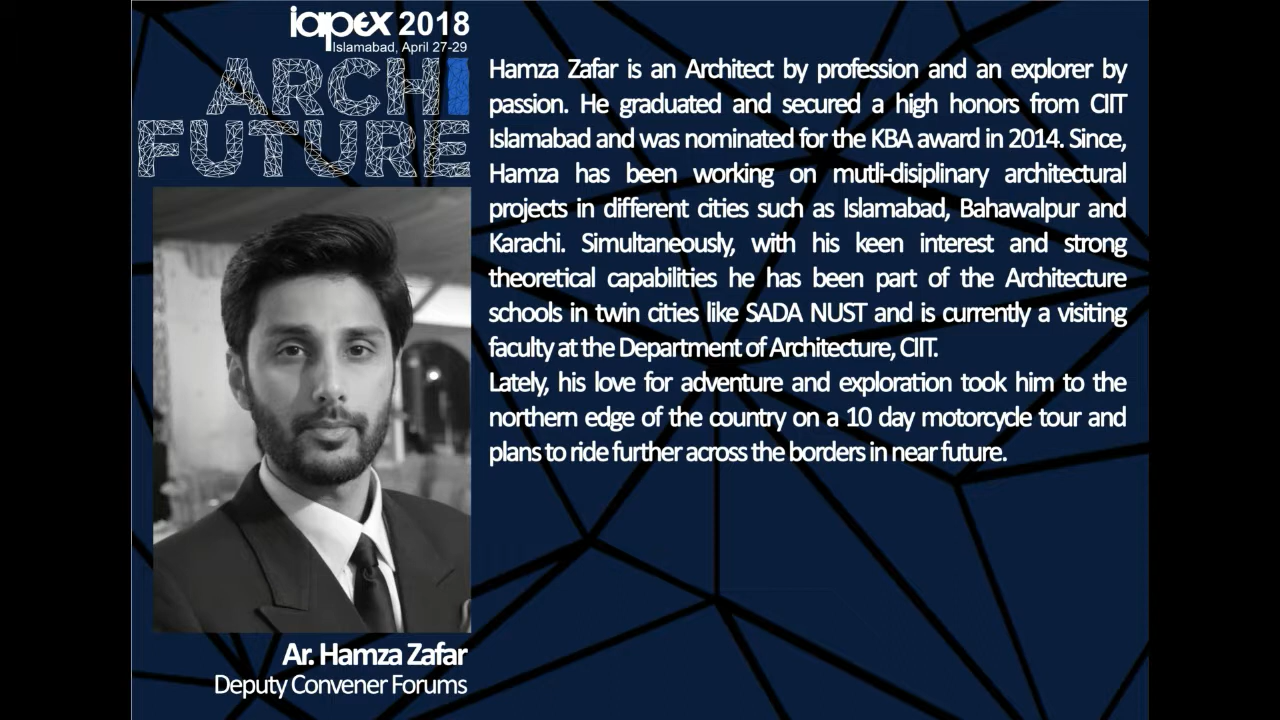 iapex 2018
Islamabad, April 27-29
ARCHI
FUTURE
Hamza Zafar is an Architect by profession and an explorer by
passion. He graduated and secured a high honors from CIIT
Islamabad and was nominated for the KBA award in 2014. Since,
Hamza has been working on mutli-disiplinary architectural
projects in different cities such as Islamabad, Bahawalpur and
Karachi. Simultaneously, with his keen interest and strong
theoretical capabilities he has been part of the Architecture
schools in twin cities like SADA NUST and is currently a visiting
faculty at the Department of Architecture, CIIT.
Lately, his love for adventure and exploration took him to the
northern edge of the country on a 10 day motorcycle tour and
plans to ride further across the borders in near future.
Ar. Hamza Zafar
Deputy Convener Forums